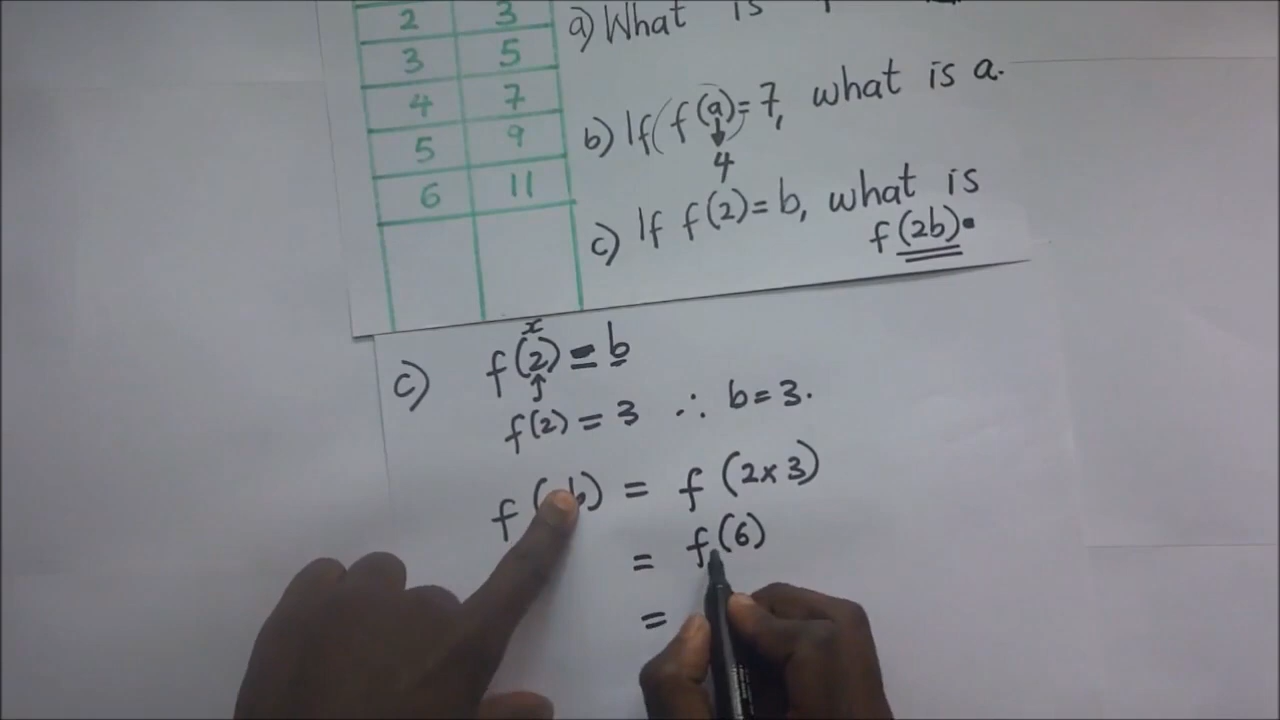 2 3
3 5
4 7
5 9
6 11
a) What is
b) If (f(a)=7, what is a.
4
c) If f(2)=b, what is
f(2b).
x
c) f(2) = b
f(2) = 3 ∴ b=3.
f( b) = f(2×3)
= f(6)
=